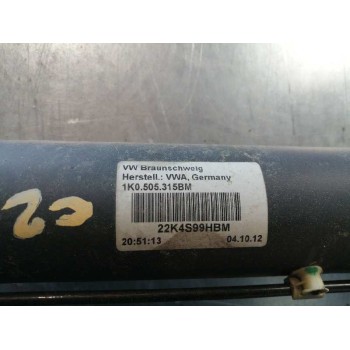 VW Braunschweig
Herstell.: VWA, Germany
1K0.505.315BM
22K4S99HBM
20:51:13 04.10.12